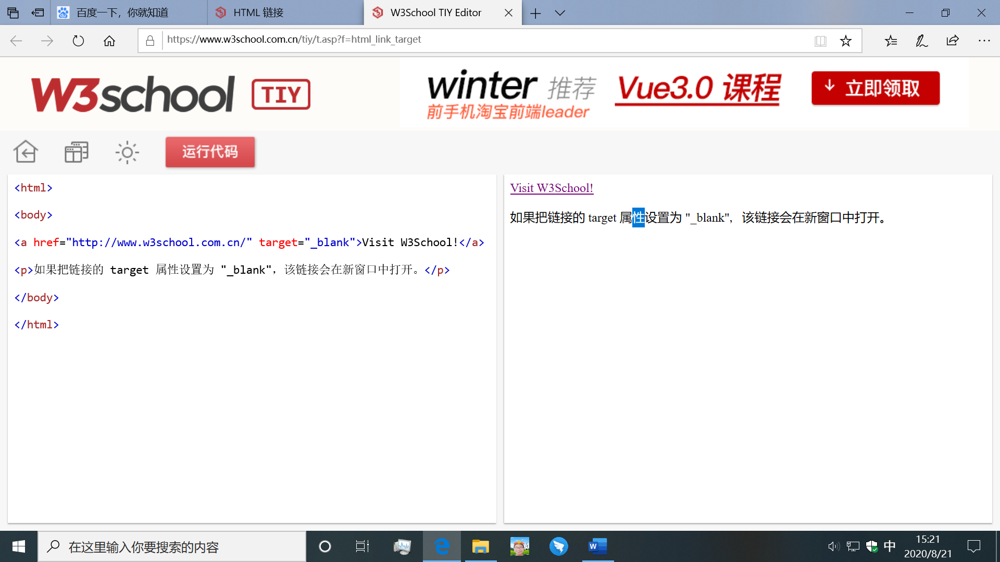 百度一下，你就知道
HTML 链接
W3School TIY Editor
https://www.w3school.com.cn/tiy/t.asp?f=html_link_target
W3school TIY
winter 推荐
前手机淘宝前端leader
Vue3.0 课程
立即领取
运行代码
<html>
<body>
<a href="http://www.w3school.com.cn/" target="_blank">Visit W3School!</a>
<p>如果把链接的 target 属性设置为 "_blank"，该链接会在新窗口中打开。</p>
</body>
</html>
Visit W3School!
如果把链接的 target 属性设置为 "_blank"，该链接会在新窗口中打开。
在这里输入你要搜索的内容
中
15:21
2020/8/21